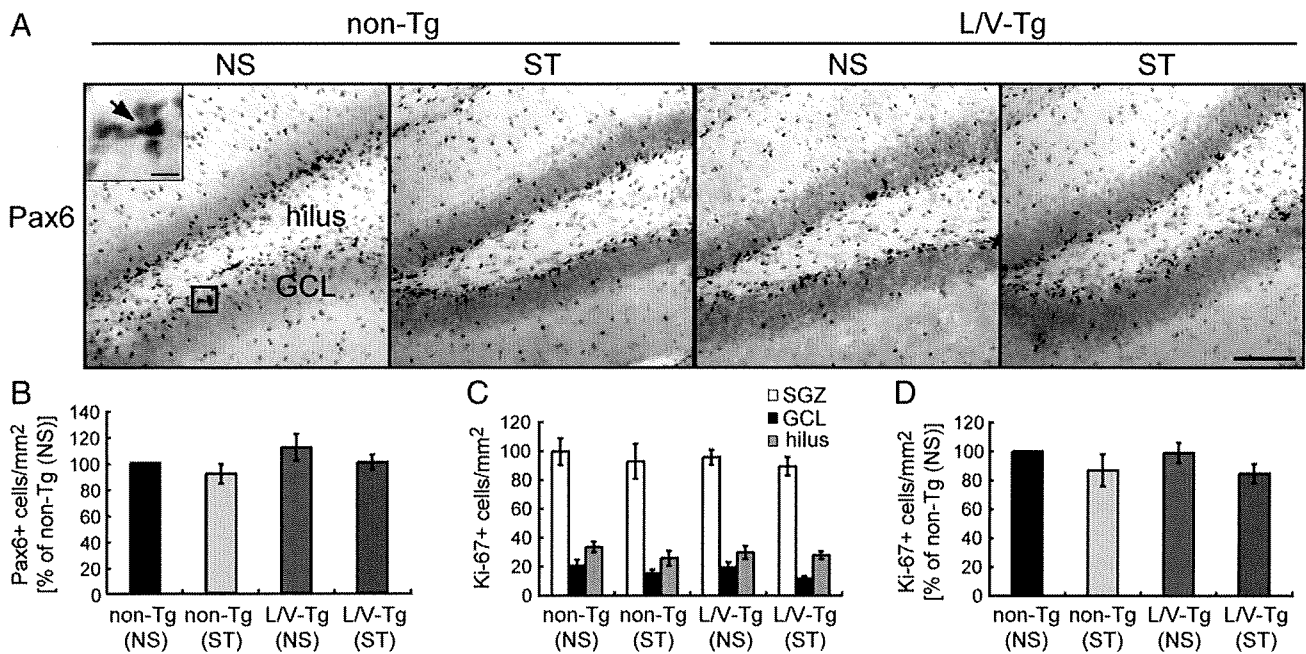 A
non-Tg
L/V-Tg
NS
ST
NS
ST
Pax6
hilus
GCL
B
Pax6+ cells/mm2
[% of non-Tg (NS)]
140
120
100
80
60
40
20
0
non-Tg
(NS)
non-Tg
(ST)
L/V-Tg
(NS)
L/V-Tg
(ST)
C
SGZ
GCL
hilus
Ki-67+ cells/mm2
120
100
80
60
40
20
0
non-Tg
(NS)
non-Tg
(ST)
L/V-Tg
(NS)
L/V-Tg
(ST)
D
Ki-67+ cells/mm2
[% of non-Tg (NS)]
120
100
80
60
40
20
0
non-Tg
(NS)
non-Tg
(ST)
L/V-Tg
(NS)
L/V-Tg
(ST)